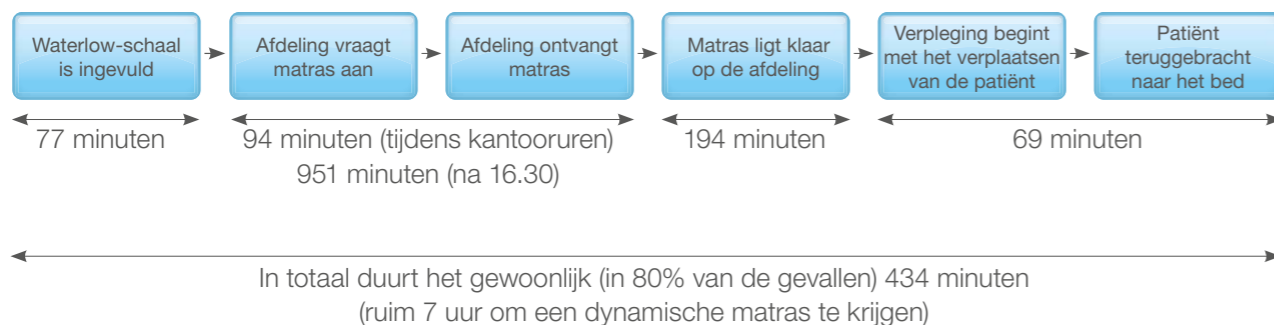 Waterlow-schaal
is ingevuld
Afdeling vraagt
matras aan
Afdeling ontvangt
matras
Matras ligt klaar
op de afdeling
Verpleging begint
met het verplaatsen
van de patiënt
Patiënt
teruggebracht
naar het bed
77 minuten
94 minuten (tijdens kantooruren)
951 minuten (na 16.30)
194 minuten
69 minuten
In totaal duurt het gewoonlijk (in 80% van de gevallen) 434 minuten
(ruim 7 uur om een dynamische matras te krijgen)